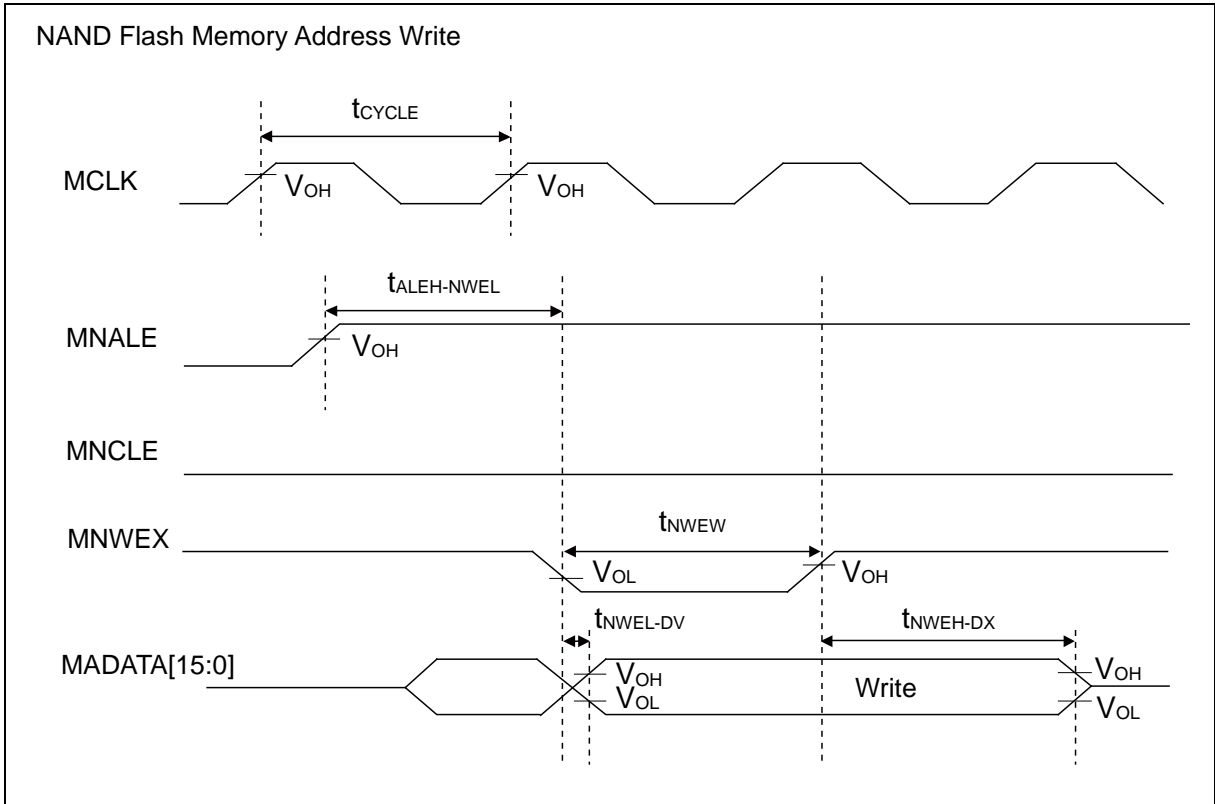 NAND Flash Memory Address Write
tCYCLE
MCLK
VOH
VOH
tALEH-NWEL
MNALE
VOH
MNCLE
tNWEW
MNWEX
VOL
VOH
tNWEL-DV
tNWEH-DX
MADATA[15:0]
VOH
VOL
Write
VOH
VOL